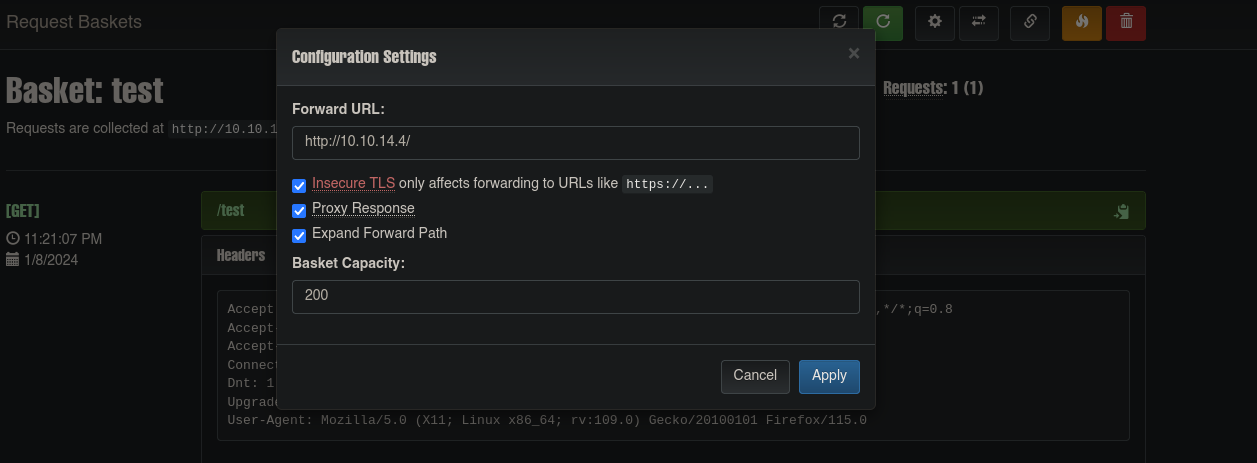 Request Baskets
Configuration Settings
×
Basket: test
Requests: 1 (1)
Requests are collected at http://10.10.1
Forward URL:
http://10.10.14.4/
Insecure TLS only affects forwarding to URLs like https://...
Proxy Response
Expand Forward Path
Basket Capacity:
200
Cancel
Apply
[GET]
11:21:07 PM
1/8/2024
/test
Headers
Accept
,*/*;q=0.8
Accept-
Accept-
Connect
Dnt: 1
Upgrade
User-Agent: Mozilla/5.0 (X11; Linux x86_64; rv:109.0) Gecko/20100101 Firefox/115.0